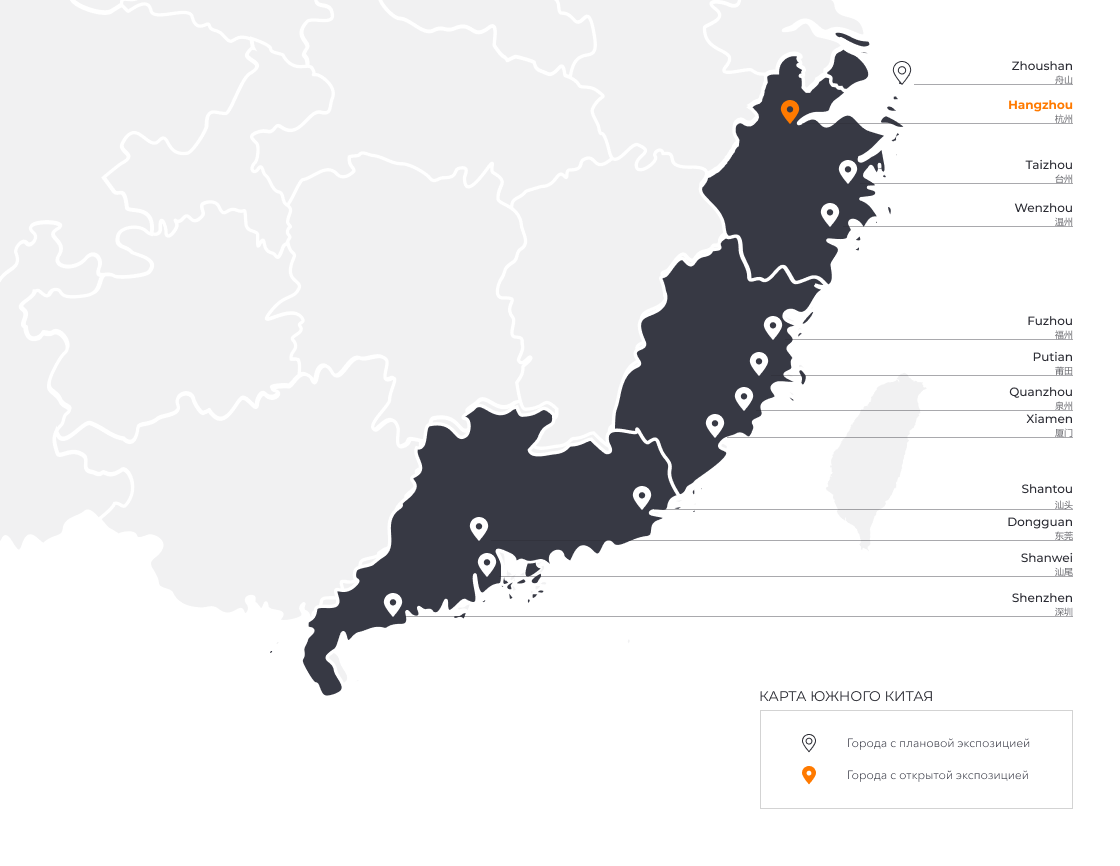 Zhoushan
舟山
Hangzhou
杭州
Taizhou
台州
Wenzhou
温州
Fuzhou
福州
Putian
莆田
Quanzhou
泉州
Xiamen
厦门
Shantou
汕头
Dongguan
东莞
Shanwei
汕尾
Shenzhen
深圳
КАРТА ЮЖНОГО КИТАЯ
Города с плановой экспозицией
Города с открытой экспозицией